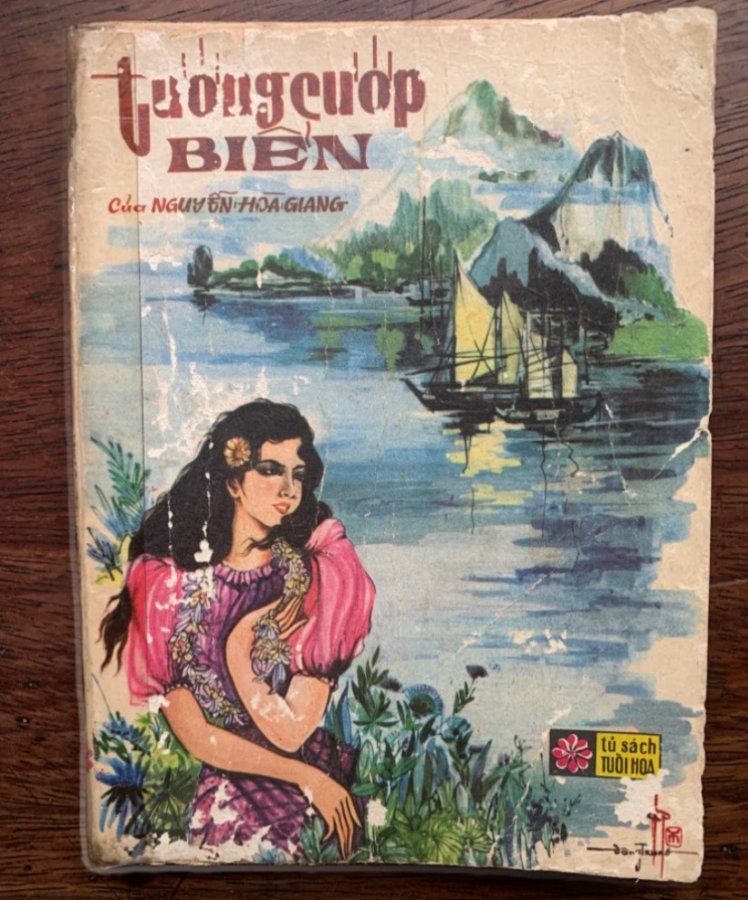 tướng cướp
BIỂN
Của NGUYỄN HOÀ GIANG
tủ sách
TUỔI HOA